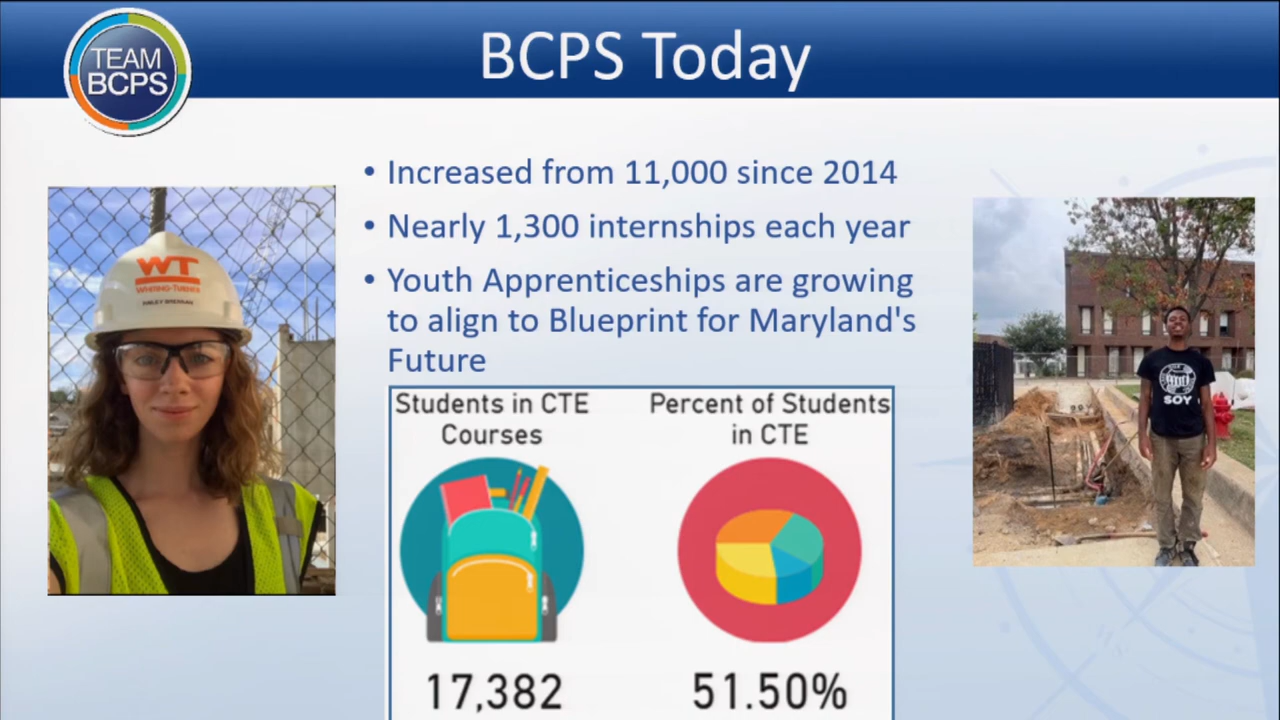 TEAM
BCPS
BCPS Today
• Increased from 11,000 since 2014
• Nearly 1,300 internships each year
• Youth Apprenticeships are growing
to align to Blueprint for Maryland's
Future
WT
WHITING-TURNER
SOY
Students in CTE
Courses
Percent of Students
in CTE
17,382
51.50%